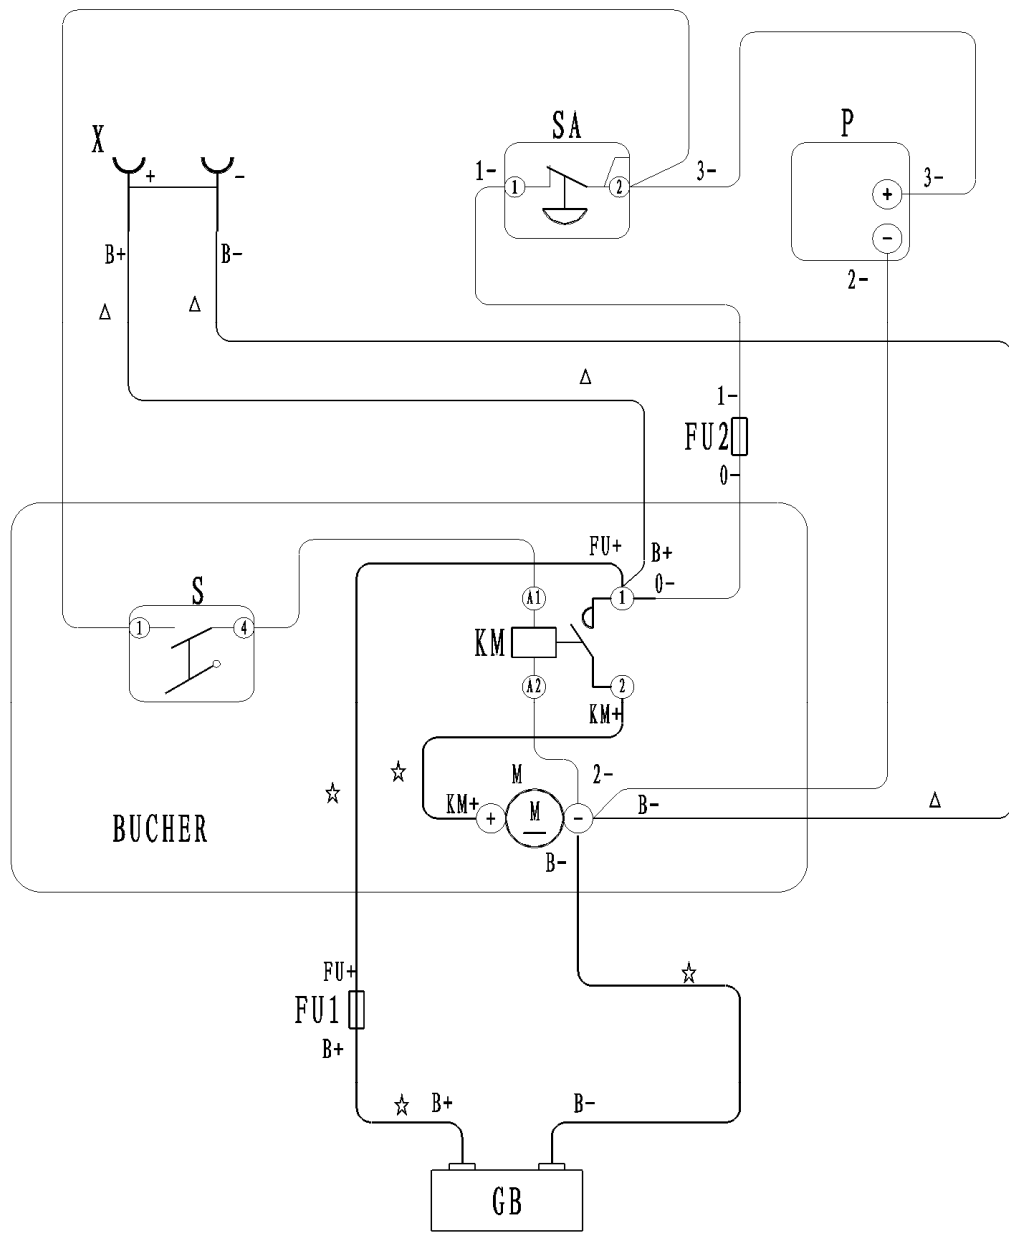 SA
P
X
1-
1
2
3-
+
3-
+
-
-
B+
B-
2-
Δ
Δ
Δ
1-
FU2
0-
FU+
B+
0-
S
A1
1
1
4
KM
A2
2
KM+
☆
☆
M
2-
KM+
+
M
-
B-
Δ
BUCHER
B-
FU+
☆
FU1
B+
☆
B+
B-
GB